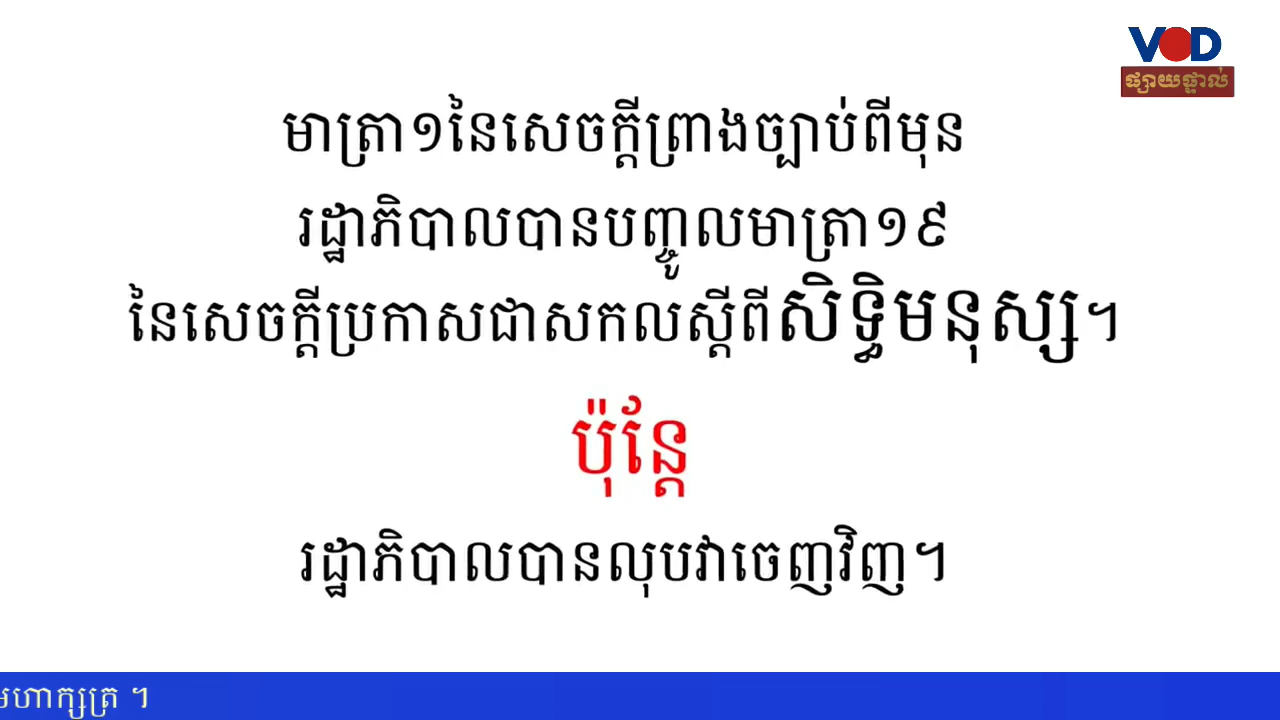 VOD
ផ្សាយផ្ទាល់
មាត្រា១នៃសេចក្តីព្រាងច្បាប់ពីមុន
រដ្ឋាភិបាលបានបញ្ចូលមាត្រា១៩
នៃសេចក្តីប្រកាសជាសកលស្តីពីសិទ្ធិមនុស្ស។
ប៉ុន្តែ
រដ្ឋាភិបាលបានលុបវាចេញវិញ។
មហាក្សត្រ ។